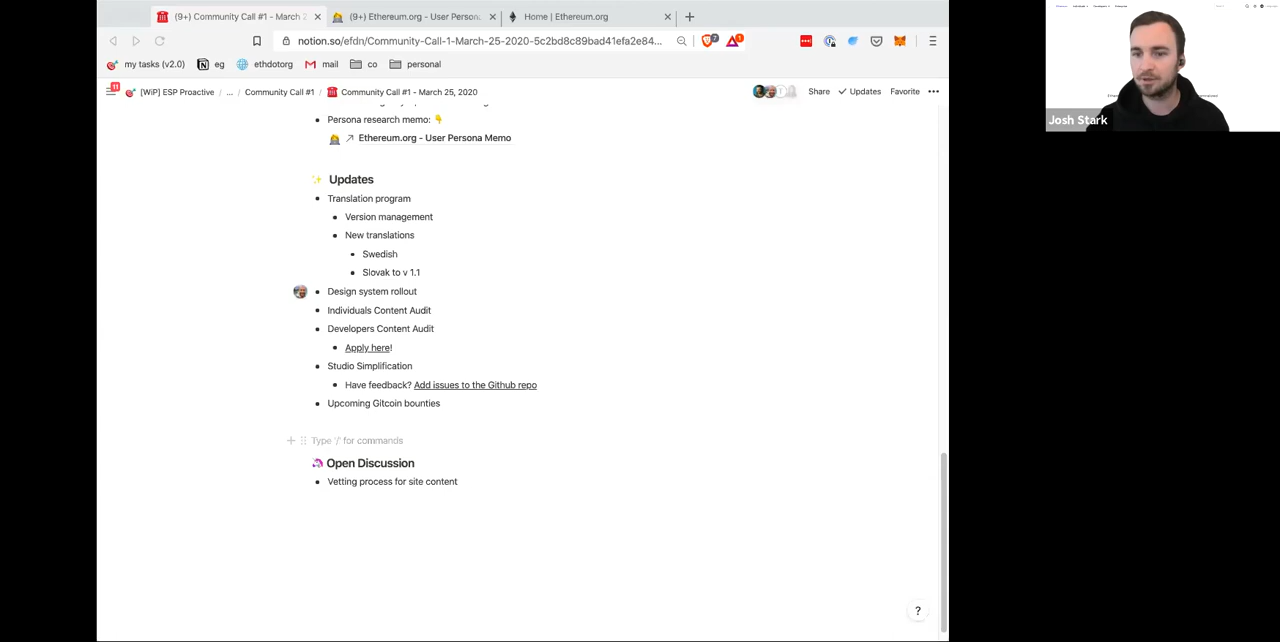 (9+) Community Call #1 - March 2
(9+) Ethereum.org - User Persona
Home | Ethereum.org
notion.so/efdn/Community-Call-1-March-25-2020-5c2bd8c89bad41efa2e84...
7
1
my tasks (v2.0)
eg
ethdotorg
mail
co
personal
11
[WiP] ESP Proactive / ... / Community Call #1 / Community Call #1 - March 25, 2020
Share
Updates
Favorite
•••
Persona research memo: 👇
Ethereum.org - User Persona Memo
✨ Updates
Translation program
Version management
New translations
Swedish
Slovak to v 1.1
Design system rollout
Individuals Content Audit
Developers Content Audit
Apply here!
Studio Simplification
Have feedback? Add issues to the Github repo
Upcoming Gitcoin bounties
Type '/' for commands
🦄 Open Discussion
Vetting process for site content
?
Josh Stark